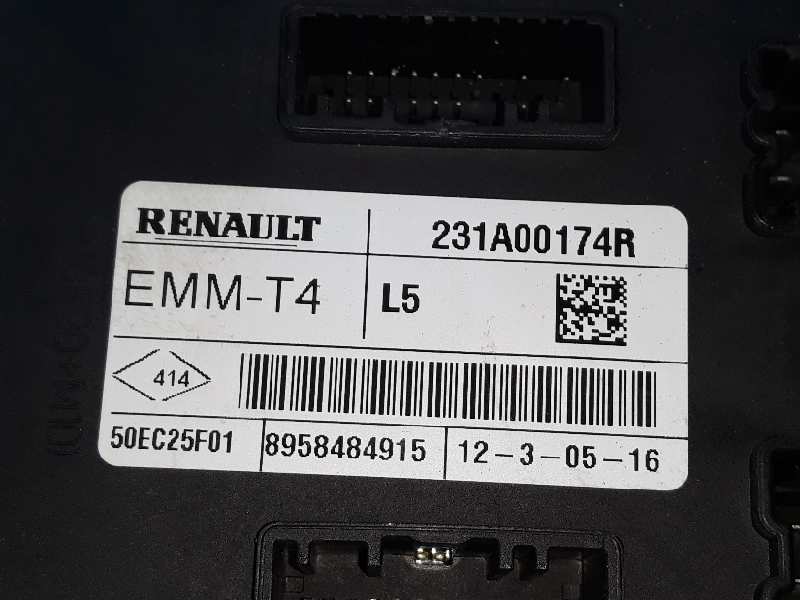 RENAULT 231A00174R
EMM-T4 L5
414
50EC25F01 8958484915 12-3-05-16